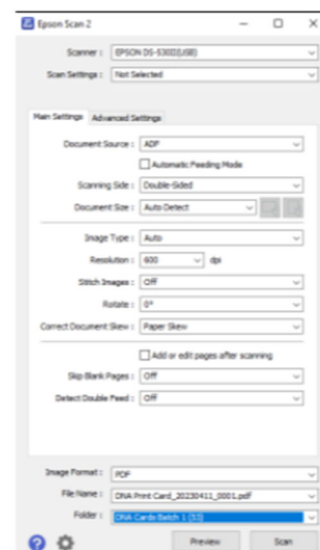 Epson Scan 2
Scanner : EPSON DS-530II(USB)
Scan Settings : Not Selected
Main Settings Advanced Settings
Document Source : ADF
Automatic Feeding Mode
Scanning Side : Double-Sided
Document Size : Auto Detect
Image Type : Auto
Resolution : 600 dpi
Stitch Images : Off
Rotate : 0°
Correct Document Skew : Paper Skew
Add or edit pages after scanning
Skip Blank Pages : Off
Detect Double Feed : Off
Image Format : PDF
File Name : DNA Print Card_20230411_0001.pdf
Folder : DNA Cards Batch 1 (53)
Preview Scan